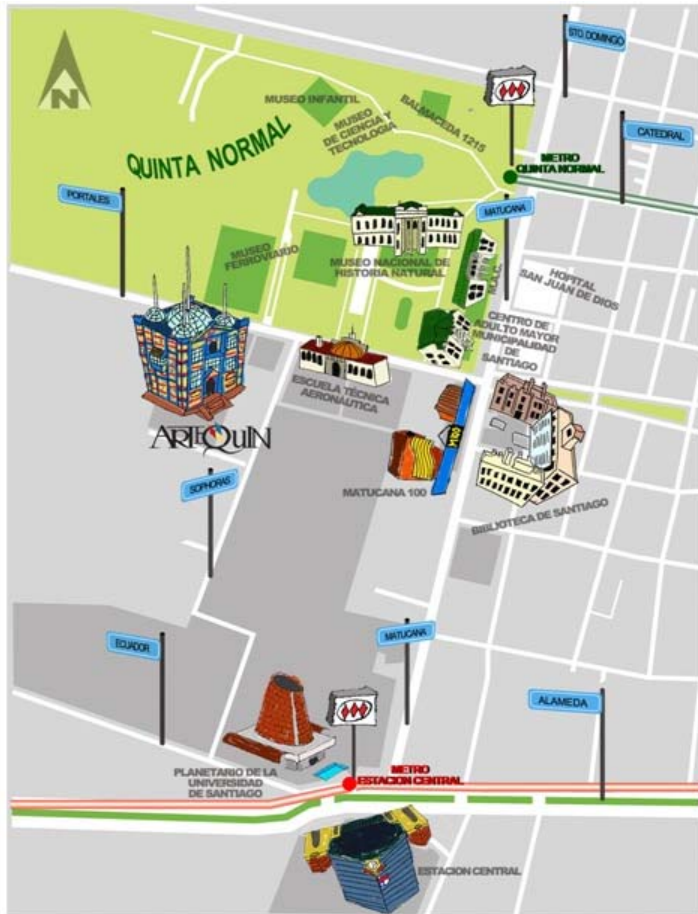 N
STO. DOMINGO
MUSEO INFANTIL
BALMACEDA 1215
MUSEO
DE CIENCIA Y
TECNOLOGIA
CATEDRAL
QUINTA NORMAL
METRO
QUINTA NORMAL
PORTALES
MATUCANA
MUSEO
FERROVIARIO
MUSEO NACIONAL DE
HISTORIA NATURAL
M.A.C.
HOPITAL
SAN JUAN DE DIOS
CENTRO DE
ADULTO MAYOR
MUNICIPALIDAD
DE
SANTIAGO
ESCUELA TÉCNICA
AERONAUTICA
ARTEQUIN
M100
MATUCANA 100
BIBLIOTECA DE SANTIAGO
SOPHORAS
ECUADOR
MATUCANA
ALAMEDA
METRO
ESTACION CENTRAL
PLANETARIO DE LA
UNIVERSIDAD
DE SANTIAGO
ESTACION CENTRAL